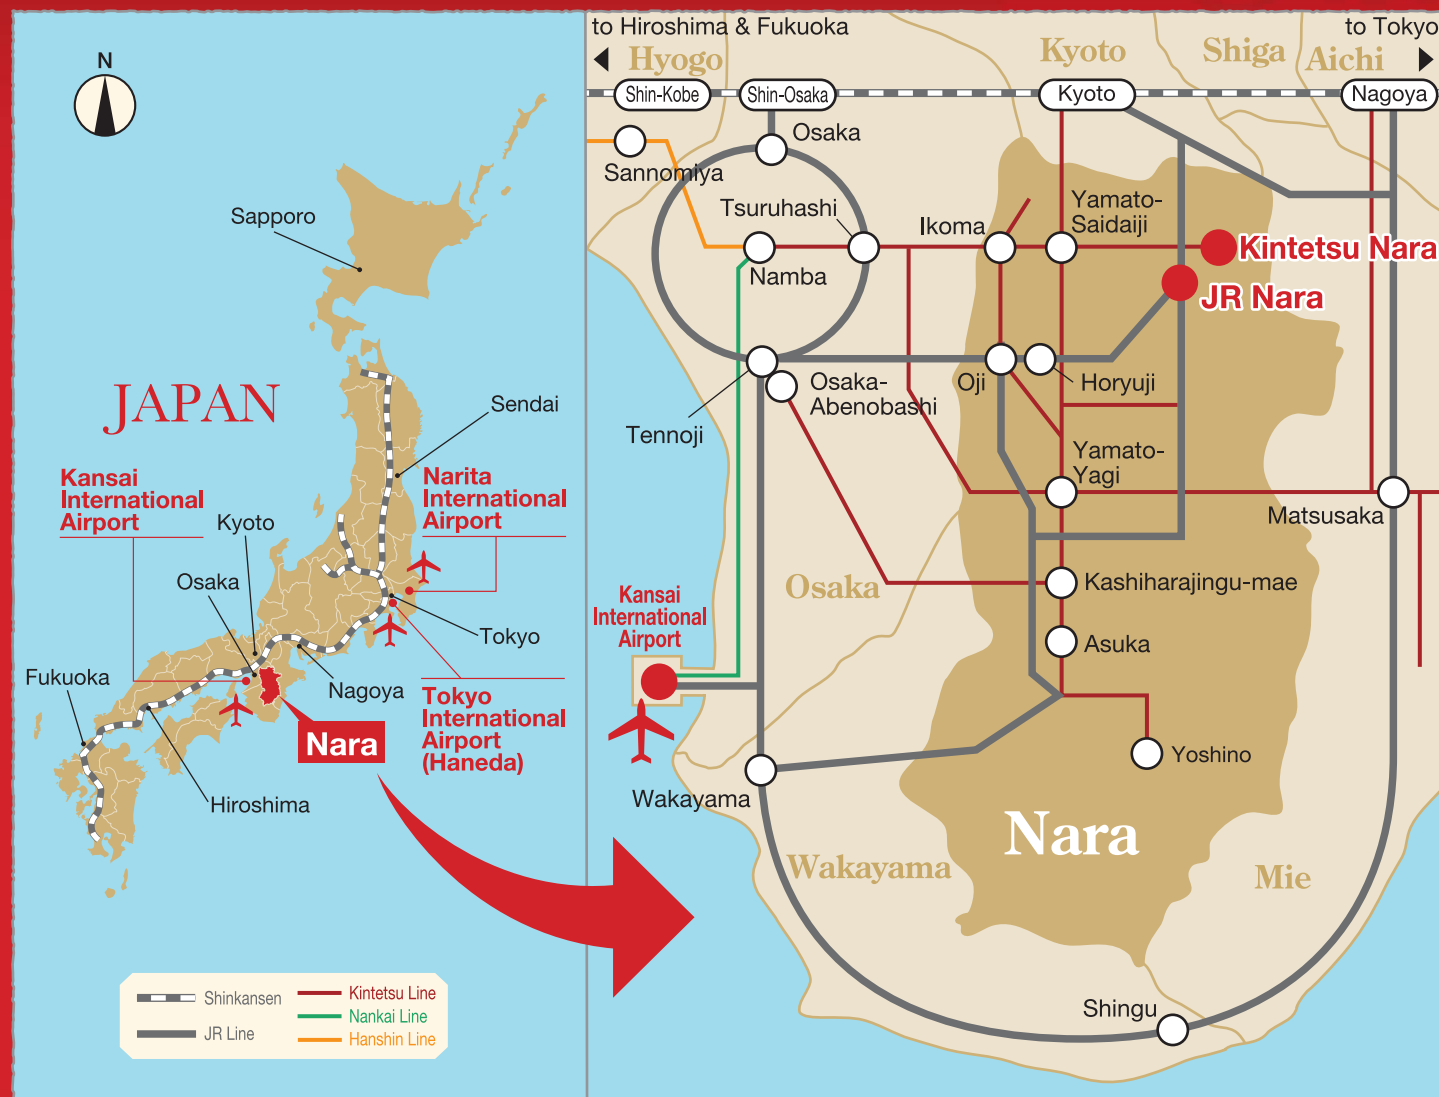 N
Sapporo
JAPAN
Sendai
Kansai
International
Airport
Narita
International
Airport
Kyoto
Osaka
Tokyo
Fukuoka
Nagoya
Tokyo
International
Airport
(Haneda)
Nara
Hiroshima
Shinkansen
JR Line
Kintetsu Line
Nankai Line
Hanshin Line
to Hiroshima & Fukuoka
to Tokyo
Hyogo
Kyoto
Shiga
Aichi
Shin-Kobe
Shin-Osaka
Kyoto
Nagoya
Osaka
Sannomiya
Tsuruhashi
Ikoma
Yamato-
Saidaiji
Kintetsu Nara
Namba
JR Nara
Osaka-
Abenobashi
Oji
Horyuji
Tennoji
Yamato-
Yagi
Matsusaka
Osaka
Kashiharajingu-mae
Kansai
International
Airport
Asuka
Yoshino
Wakayama
Nara
Wakayama
Mie
Shingu